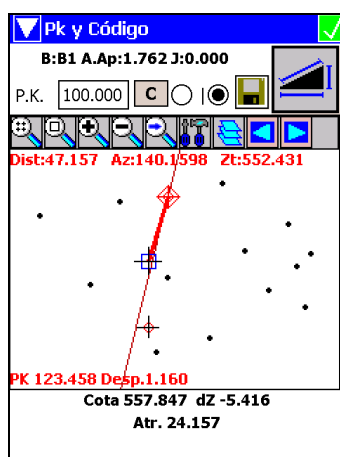 Pk y Código
B:B1 A.Ap:1.762 J:0.000
P.K. 100.000 C I
Dist:47.157 Az:140.1598 Zt:552.431
PK 123.458 Desp.1.160
Cota 557.847 dZ -5.416
Atr. 24.157